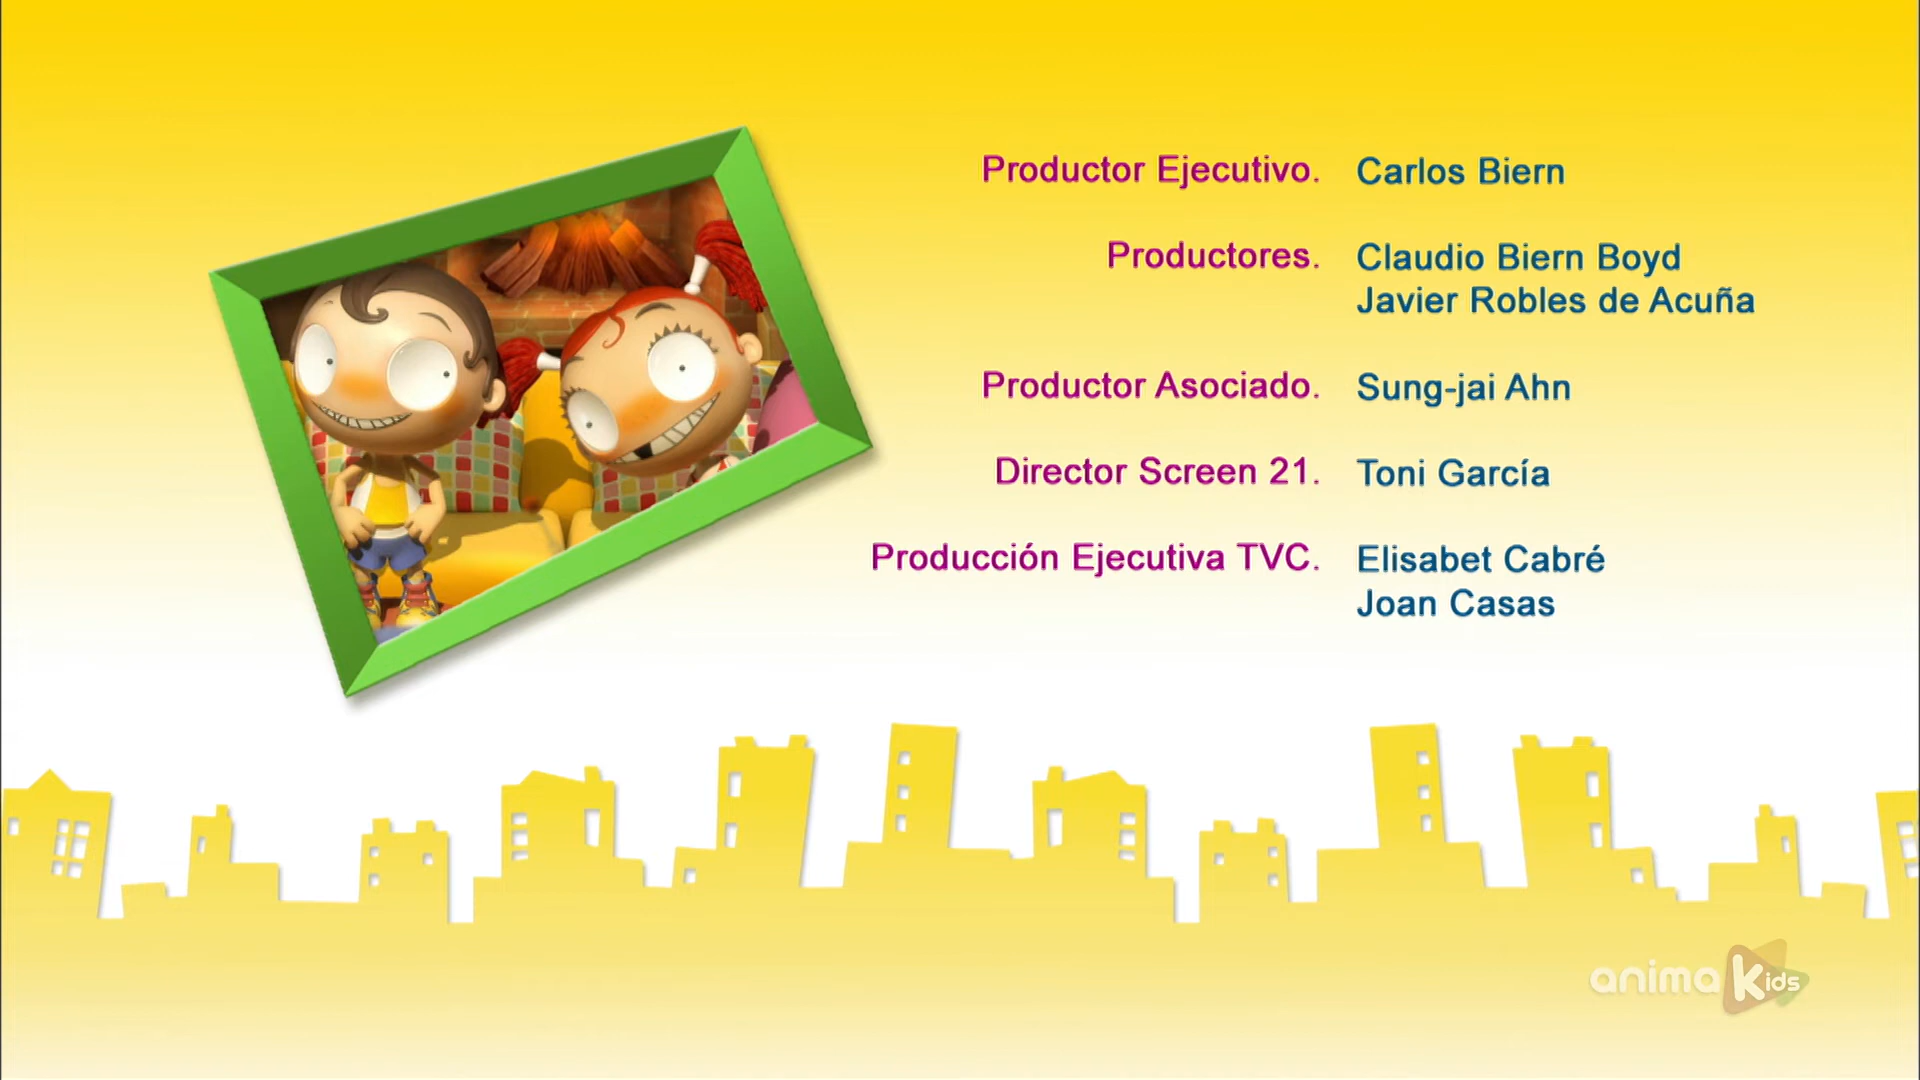 Productor Ejecutivo. Carlos Biern
Productores. Claudio Biern Boyd
Javier Robles de Acuña
Productor Asociado. Sung-jai Ahn
Director Screen 21. Toni García
Producción Ejecutiva TVC. Elisabet Cabré
Joan Casas
anima Kids